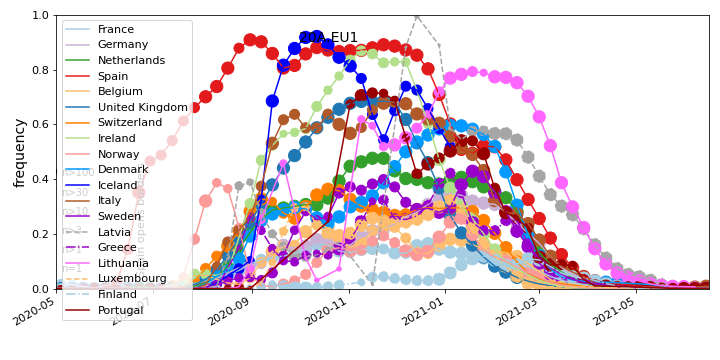 20A.EU1
frequency
1.0
0.8
0.6
0.4
0.2
0.0
France
Germany
Netherlands
Spain
Belgium
United Kingdom
Switzerland
Ireland
Norway
Denmark
Iceland
Italy
Sweden
Latvia
Greece
Lithuania
Luxembourg
Finland
Portugal
n>100
n>30
n>10
n>3
n>1
n=1
2020-05
2020-07
2020-09
2020-11
2021-01
2021-03
2021-05